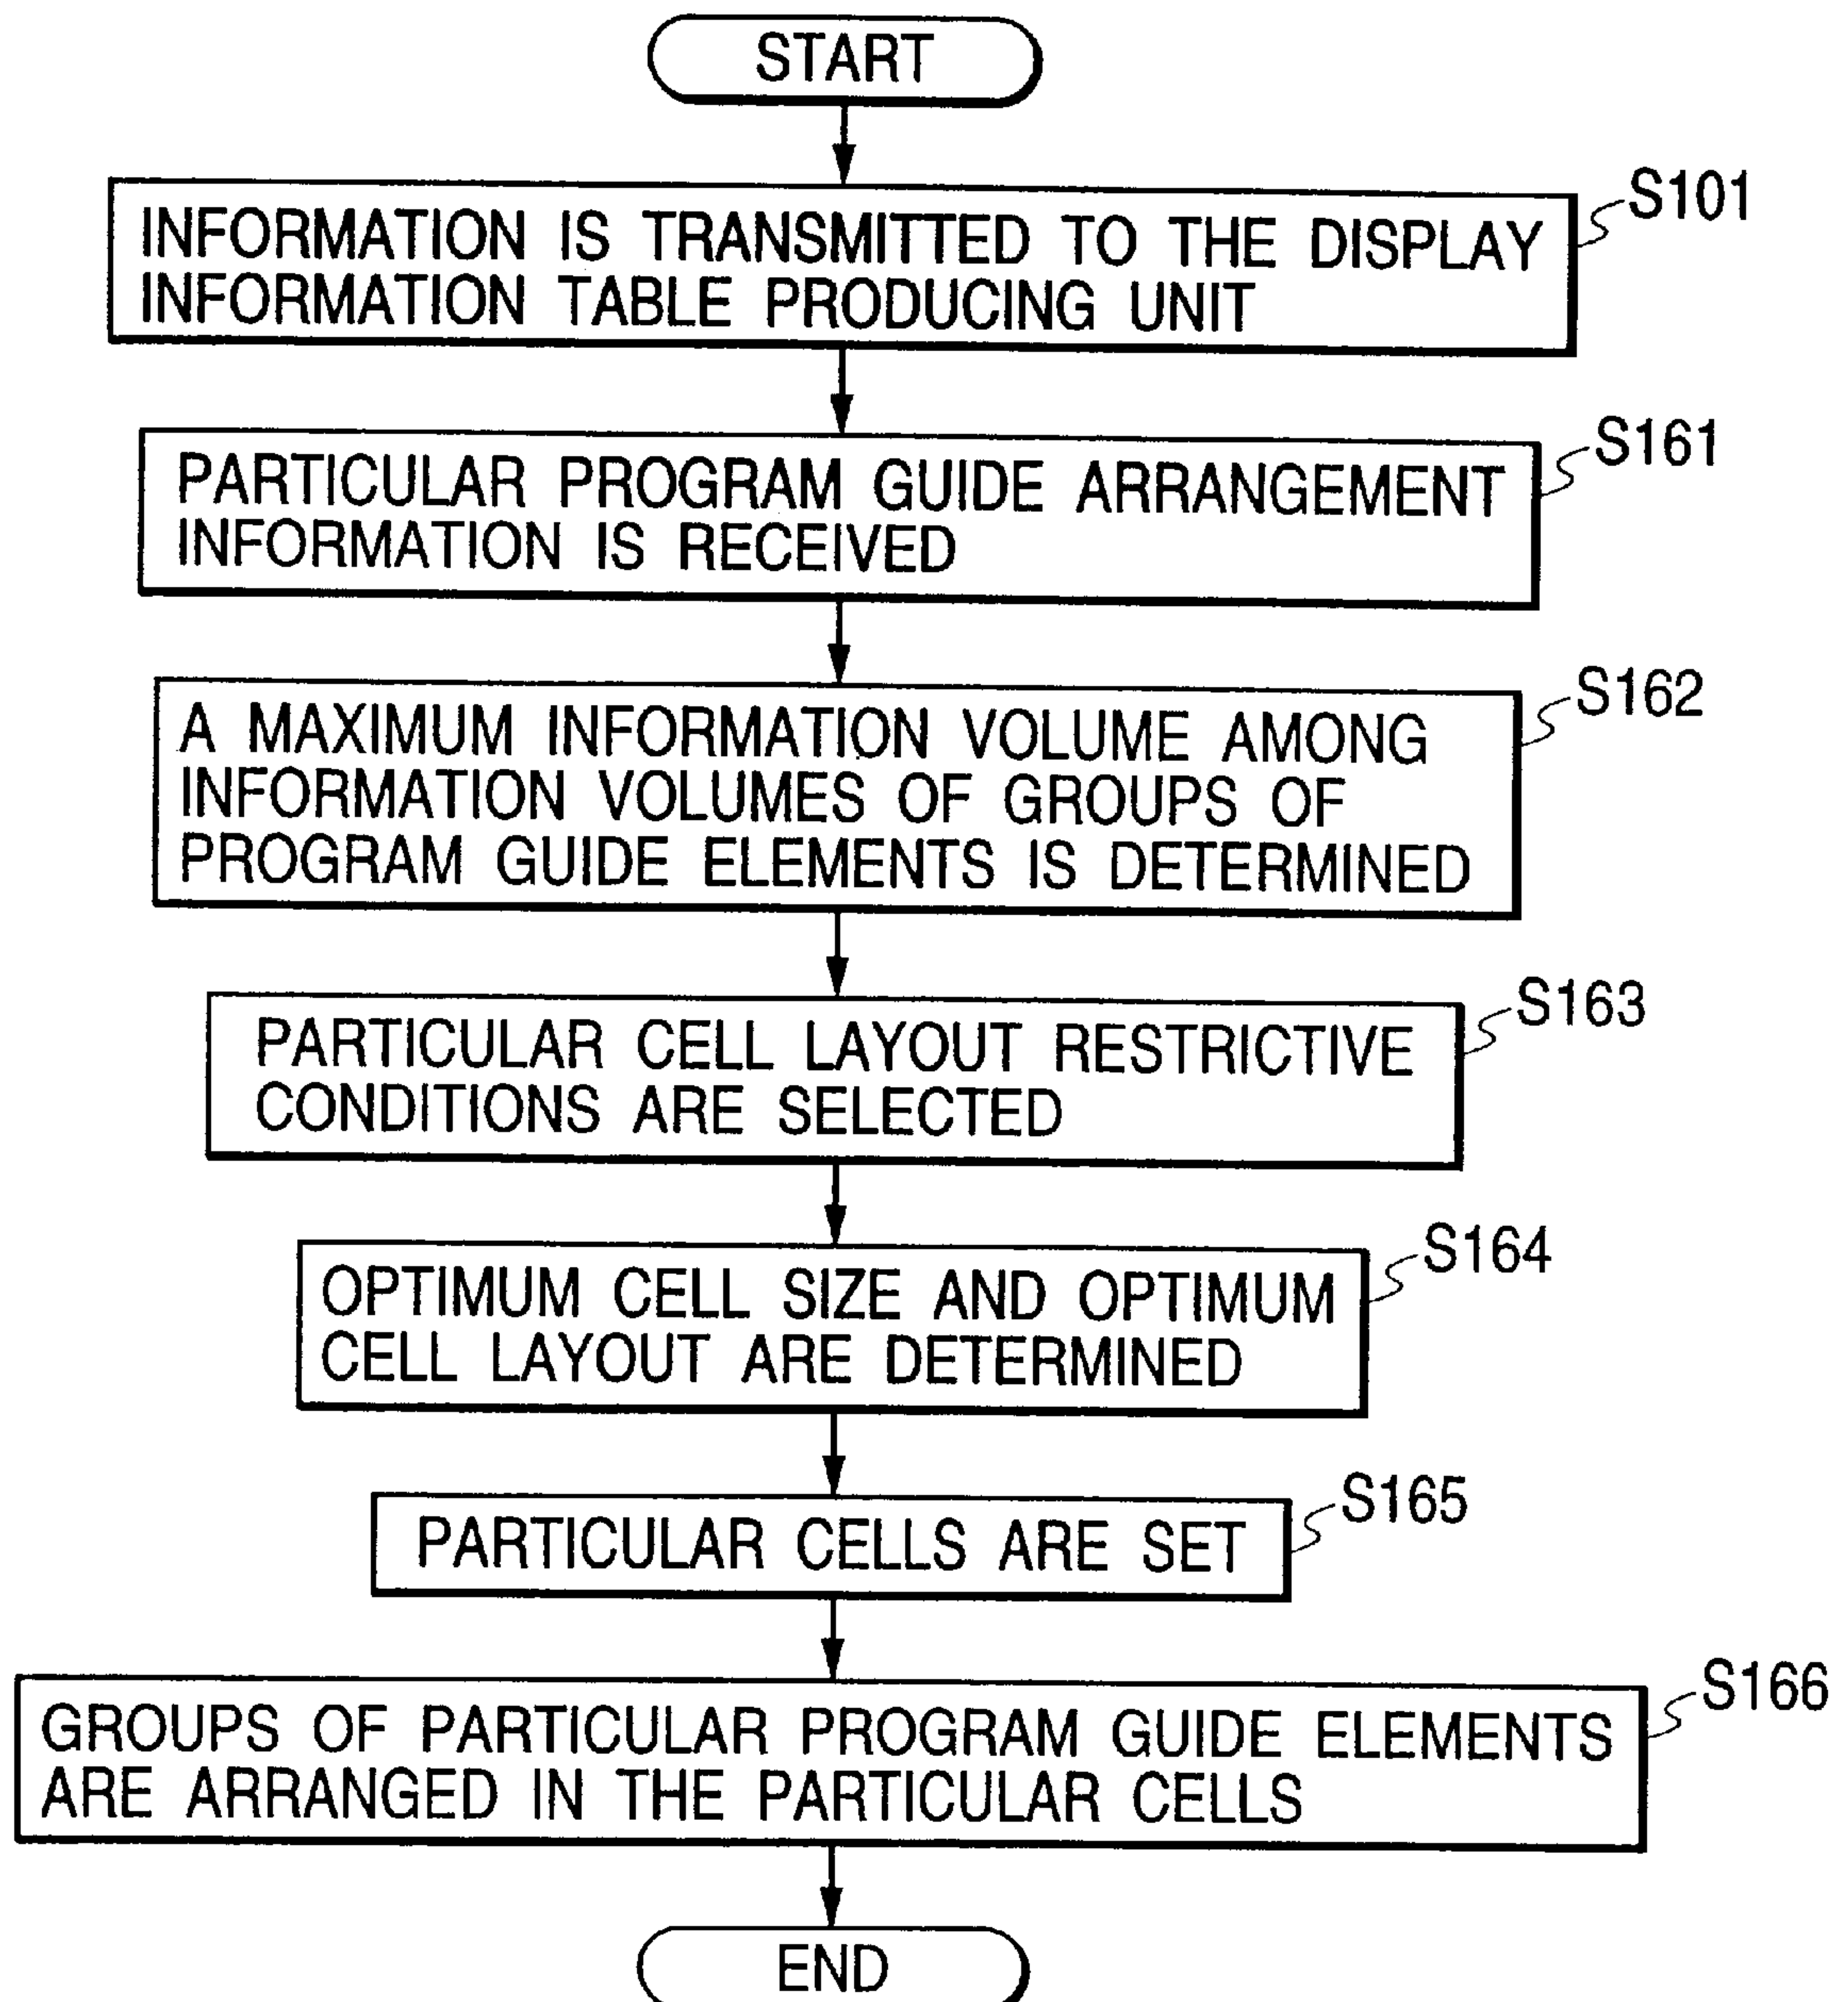 START
S101
INFORMATION IS TRANSMITTED TO THE DISPLAY
INFORMATION TABLE PRODUCING UNIT
S161
PARTICULAR PROGRAM GUIDE ARRANGEMENT
INFORMATION IS RECEIVED
S162
A MAXIMUM INFORMATION VOLUME AMONG
INFORMATION VOLUMES OF GROUPS OF
PROGRAM GUIDE ELEMENTS IS DETERMINED
S163
PARTICULAR CELL LAYOUT RESTRICTIVE
CONDITIONS ARE SELECTED
S164
OPTIMUM CELL SIZE AND OPTIMUM
CELL LAYOUT ARE DETERMINED
S165
PARTICULAR CELLS ARE SET
S166
GROUPS OF PARTICULAR PROGRAM GUIDE ELEMENTS
ARE ARRANGED IN THE PARTICULAR CELLS
END